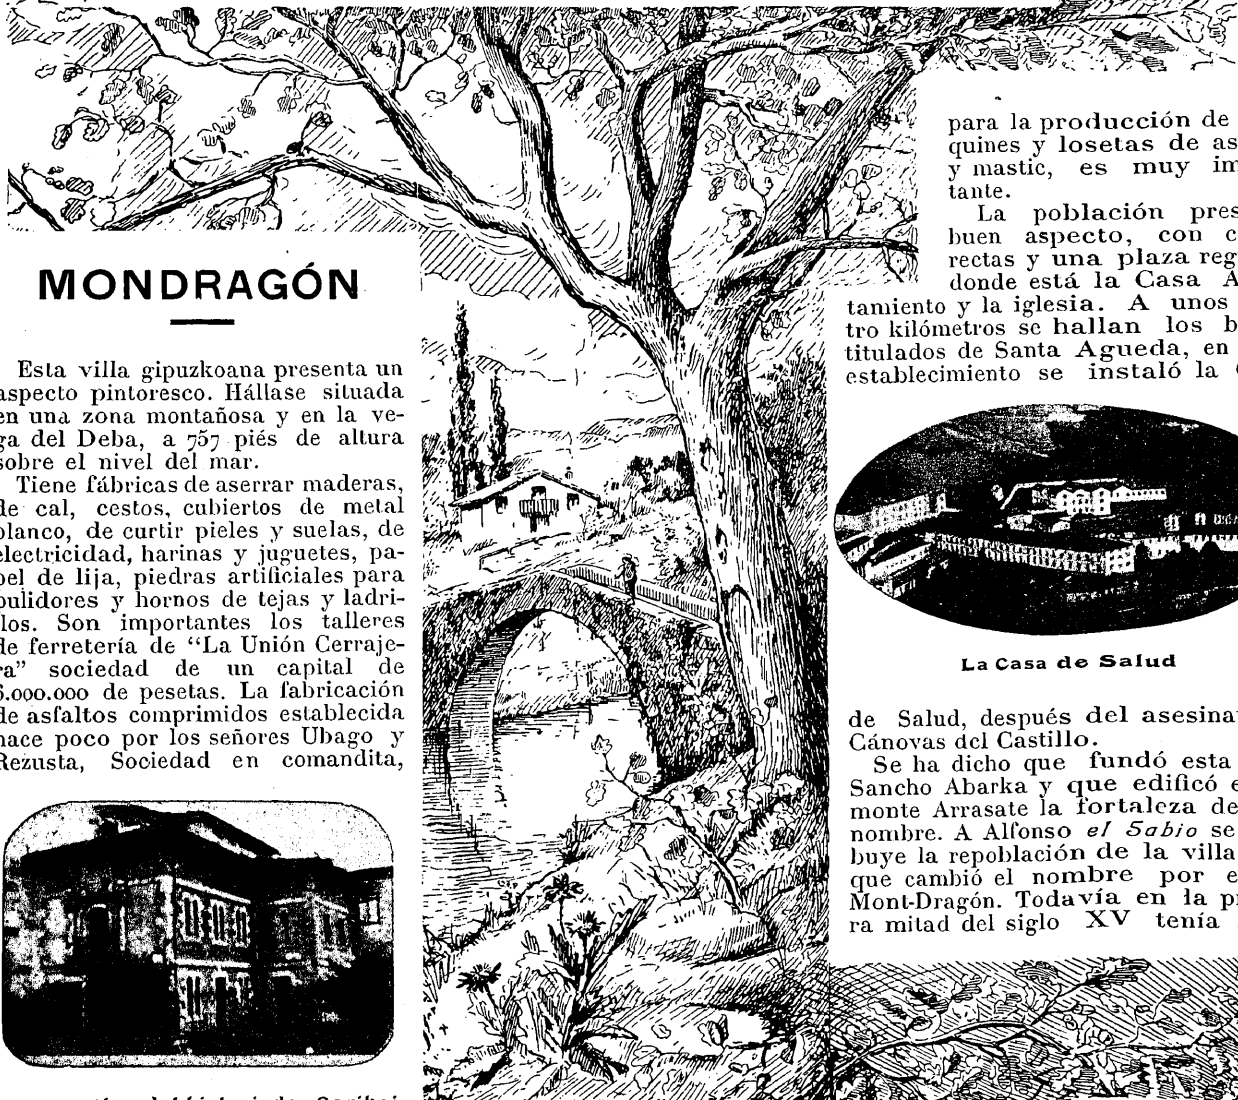 MONDRAGÓN
Esta villa gipuzkoana presenta un
aspecto pintoresco. Hállase situada
en una zona montañosa y en la ve-
ga del Deba, a 757 piés de altura
sobre el nivel del mar.
Tiene fábricas de aserrar maderas,
de cal, cestos, cubiertos de metal
blanco, de curtir pieles y suelas, de
electricidad, harinas y juguetes, pa-
pel de lija, piedras artificiales para
pulidores y hornos de tejas y ladri-
llos. Son importantes los talleres
de ferretería de “La Unión Cerraje-
ra” sociedad de un capital de
6.000.000 de pesetas. La fabricación
de asfaltos comprimidos establecida
hace poco por los señores Ubago y
Rezusta, Sociedad en comandita,
para la producción de
quines y losetas de as
y mastic, es muy im
tante.
La población pres
buen aspecto, con c
rectas y una plaza reg
donde está la Casa A
tamiento y la iglesia. A unos
tro kilómetros se hallan los b
titulados de Santa Agueda, en
establecimiento se instaló la
La Casa de Salud
de Salud, después del asesina
Cánovas del Castillo.
Se ha dicho que fundó esta
Sancho Abarka y que edificó e
monte Arrasate la fortaleza de
nombre. A Alfonso el Sabio se
buye la repoblación de la villa
que cambió el nombre por e
Mont-Dragón. Todavía en la pr
ra mitad del siglo XV tenía